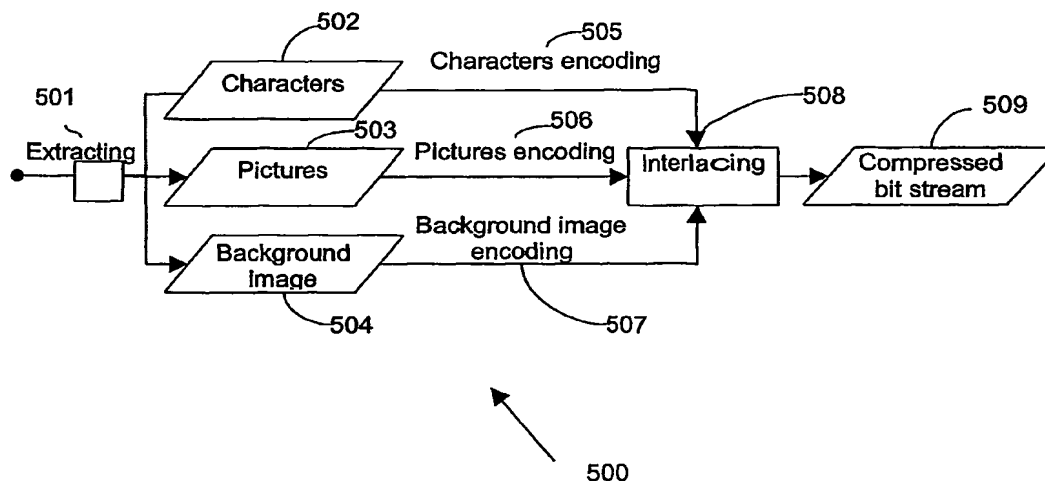 502
505
Characters encoding
Characters
501
508
509
503
506
Extracting
Pictures encoding
Pictures
Interlacing
Compressed
bit stream
Background image
encoding
Background
image
504
507
500